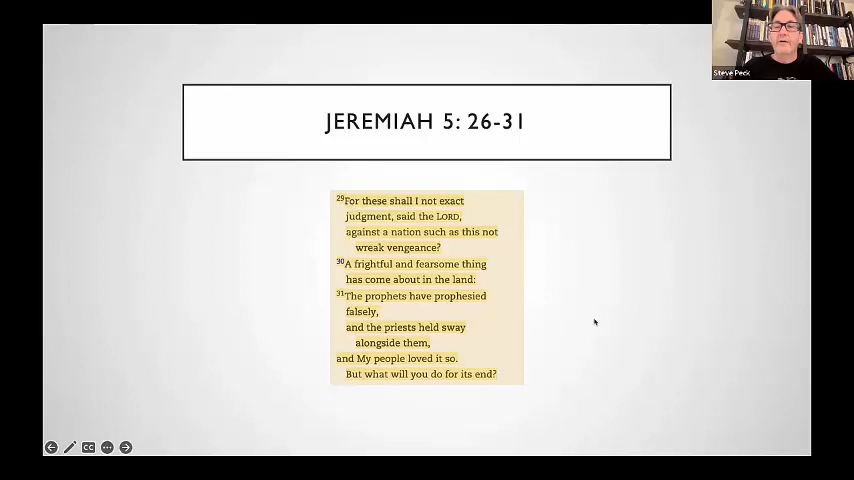 Steve Peck
JEREMIAH 5: 26-31
29For these shall I not exact
judgment, said the LORD,
against a nation such as this not
wreak vengeance?
30A frightful and fearsome thing
has come about in the land:
31The prophets have prophesied
falsely,
and the priests held sway
alongside them,
and My people loved it so.
But what will you do for its end?
CC